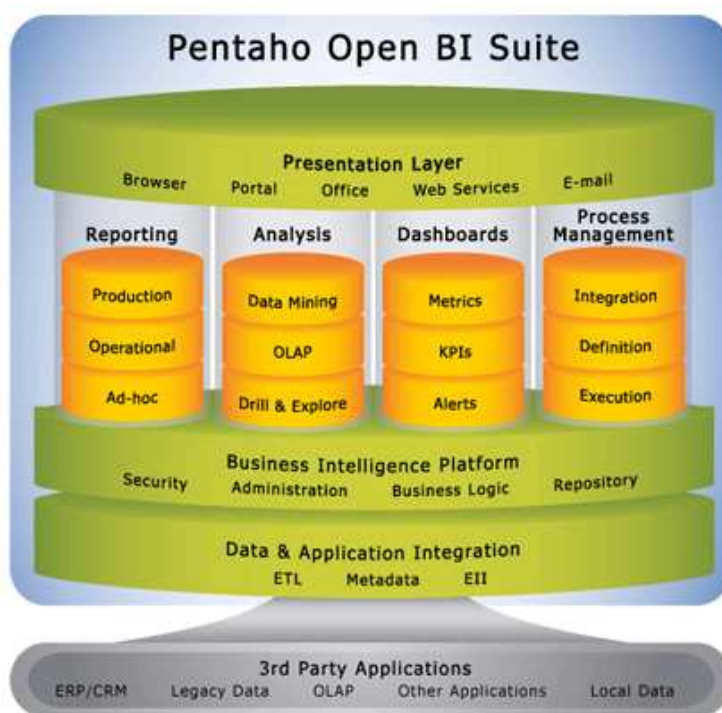 Pentaho Open BI Suite
Presentation Layer
Browser Portal Office Web Services E-mail
Reporting
Production
Operational
Ad-hoc
Analysis
Data Mining
OLAP
Drill & Explore
Dashboards
Metrics
KPIs
Alerts
Process
Management
Integration
Definition
Execution
Business Intelligence Platform
Security Administration Business Logic Repository
Data & Application Integration
ETL Metadata EII
3rd Party Applications
ERP/CRM Legacy Data OLAP Other Applications Local Data